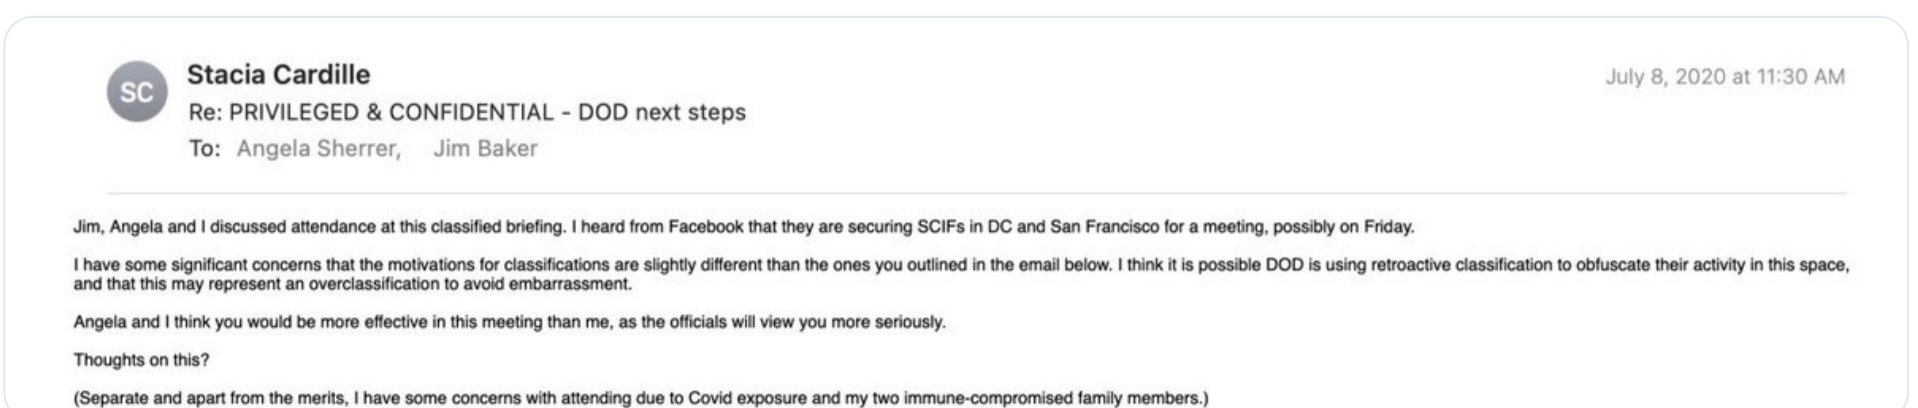 SC
Stacia Cardille
July 8, 2020 at 11:30 AM
Re: PRIVILEGED & CONFIDENTIAL - DOD next steps
To: Angela Sherrer, Jim Baker
Jim, Angela and I discussed attendance at this classified briefing. I heard from Facebook that they are securing SCIFs in DC and San Francisco for a meeting, possibly on Friday.
I have some significant concerns that the motivations for classifications are slightly different than the ones you outlined in the email below. I think it is possible DOD is using retroactive classification to obfuscate their activity in this space,
and that this may represent an overclassification to avoid embarrassment.
Angela and I think you would be more effective in this meeting than me, as the officials will view you more seriously.
Thoughts on this?
(Separate and apart from the merits, I have some concerns with attending due to Covid exposure and my two immune-compromised family members.)